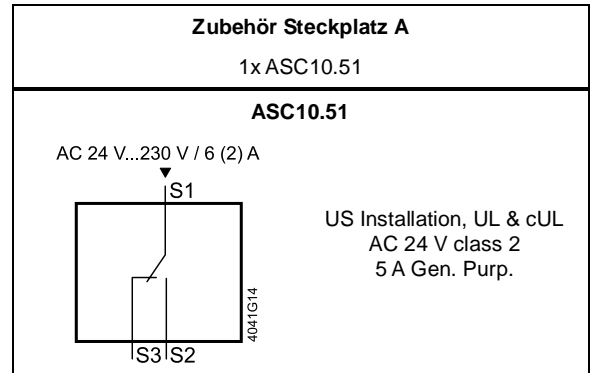 Zubehör Steckplatz A
1x ASC10.51
ASC10.51
AC 24 V...230 V / 6 (2) A
S1
US Installation, UL & cUL
AC 24 V class 2
5 A Gen. Purp.
4041G14
S3 S2